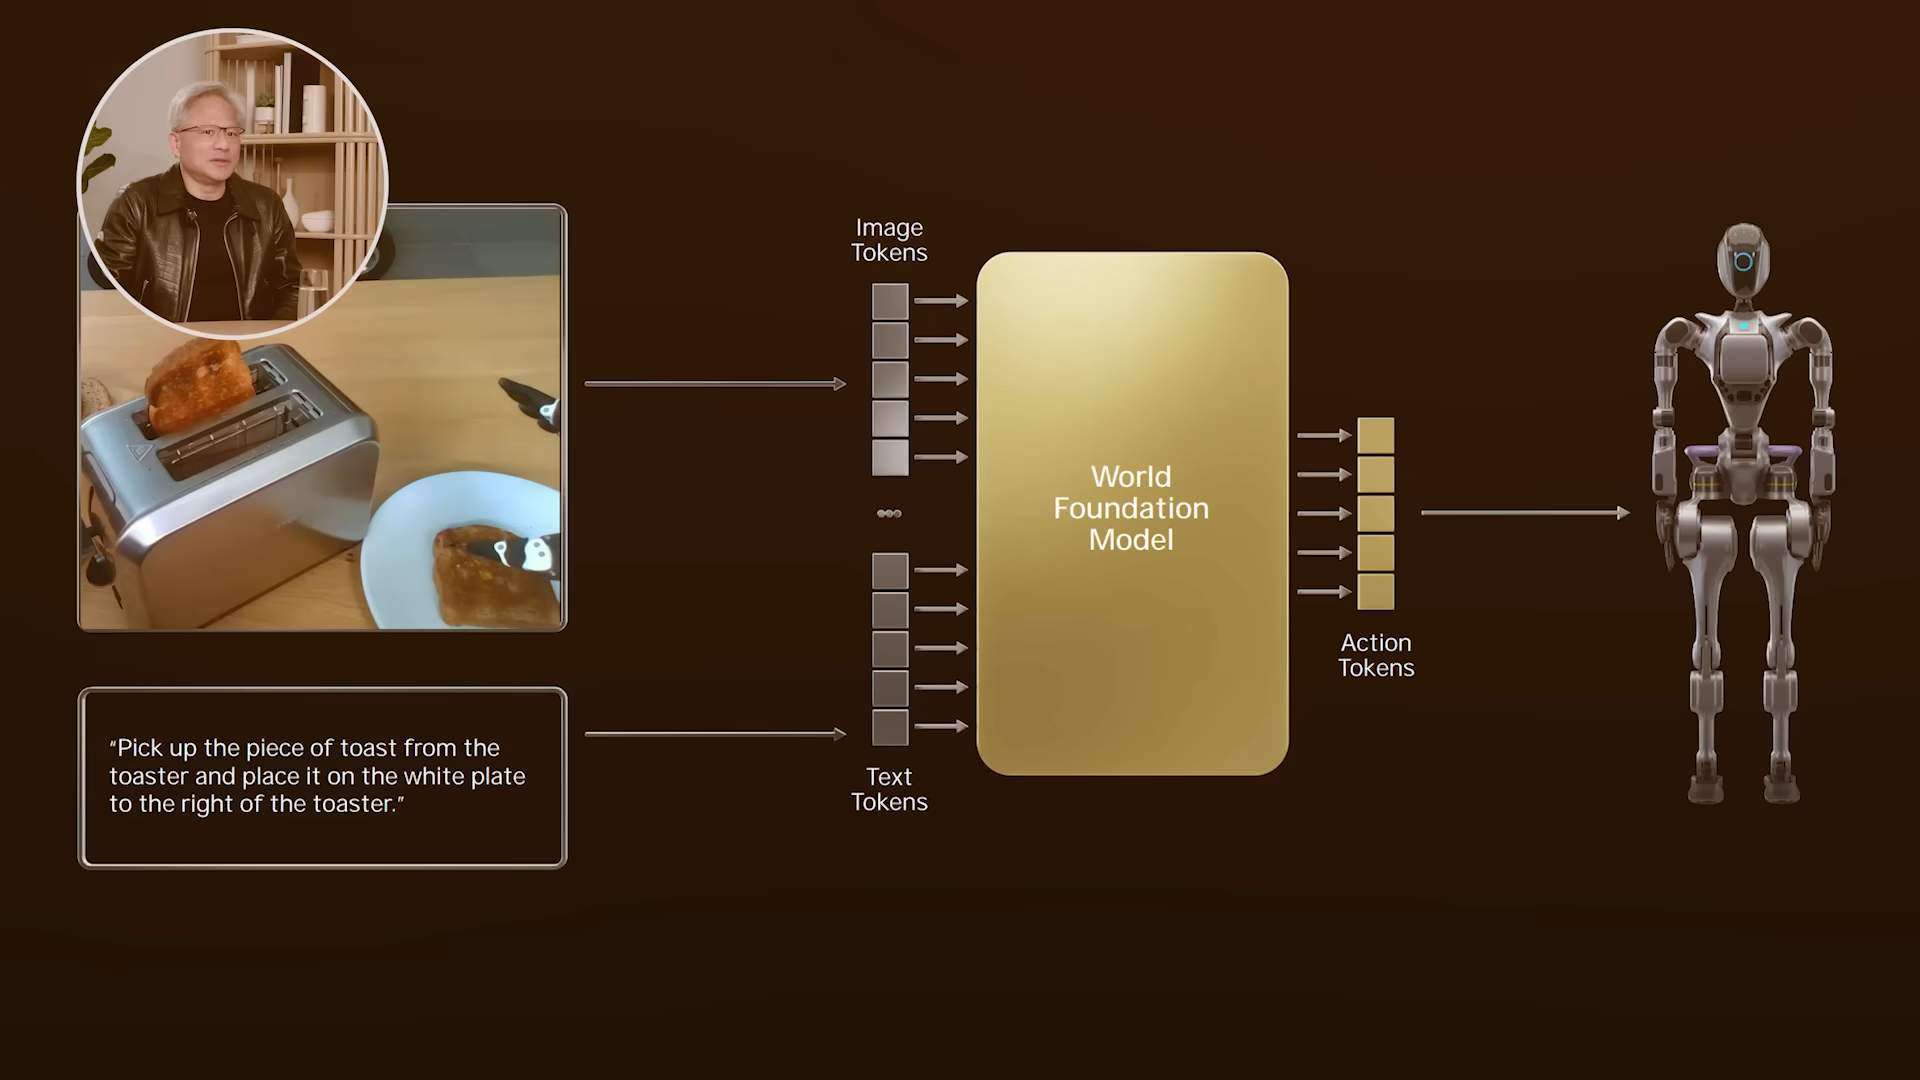 Image
Tokens
World
Foundation
Model
Action
Tokens
“Pick up the piece of toast from the
toaster and place it on the white plate
to the right of the toaster.”
Text
Tokens